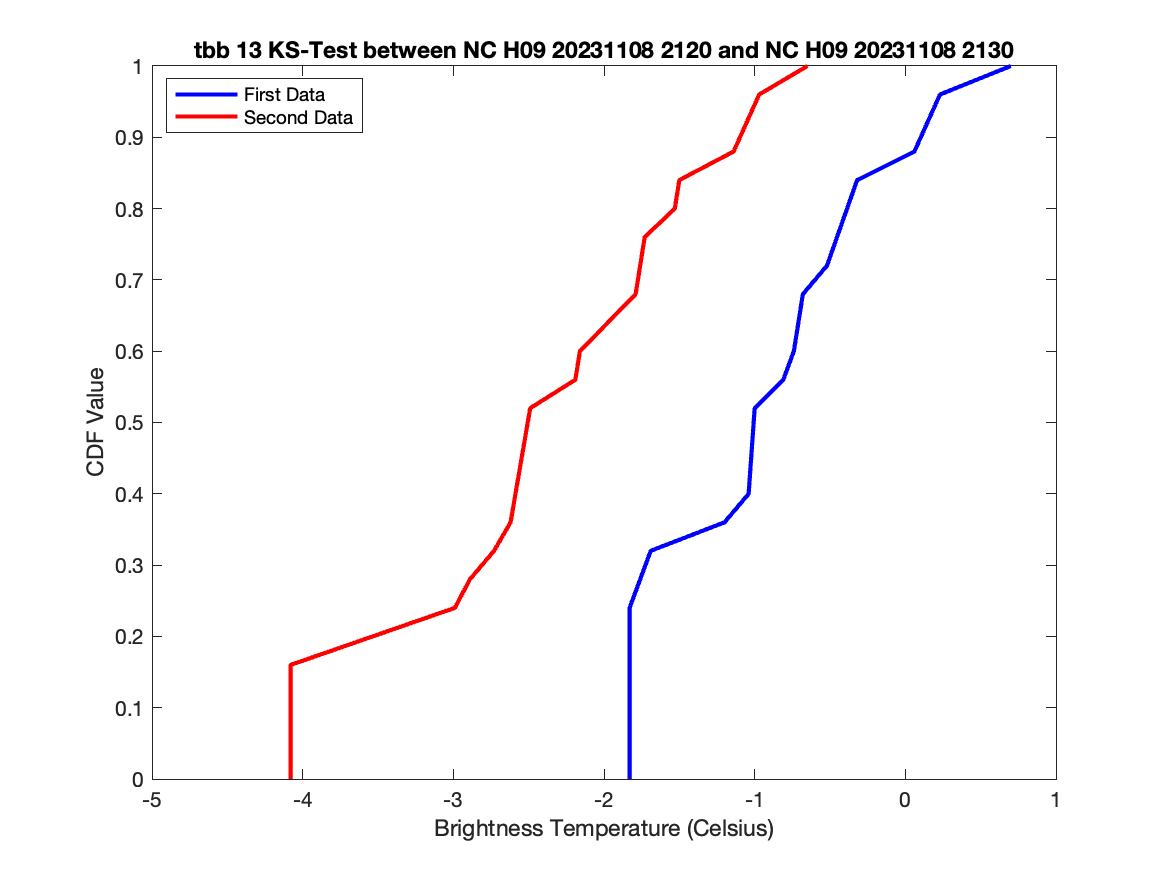 tbb 13 KS-Test between NC H09 20231108 2120 and NC H09 20231108 2130
First Data
Second Data
1
0.9
0.8
0.7
0.6
0.5
0.4
0.3
0.2
0.1
0
CDF Value
-5 -4 -3 -2 -1 0 1
Brightness Temperature (Celsius)